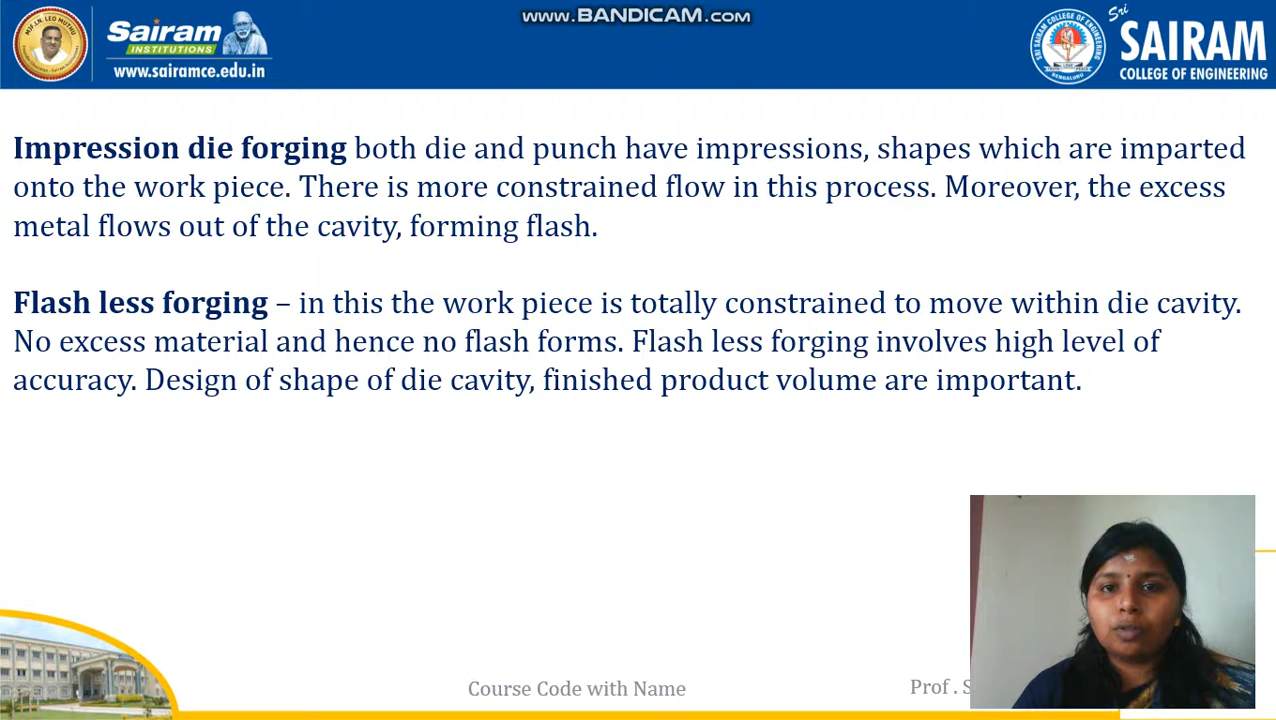 www.BANDICAM.com
Sairam
INSTITUTIONS
www.sairamce.edu.in
Sri
SAIRAM
COLLEGE OF ENGINEERING
Impression die forging both die and punch have impressions, shapes which are imparted
onto the work piece. There is more constrained flow in this process. Moreover, the excess
metal flows out of the cavity, forming flash.
Flash less forging – in this the work piece is totally constrained to move within die cavity.
No excess material and hence no flash forms. Flash less forging involves high level of
accuracy. Design of shape of die cavity, finished product volume are important.
Course Code with Name
Prof . S